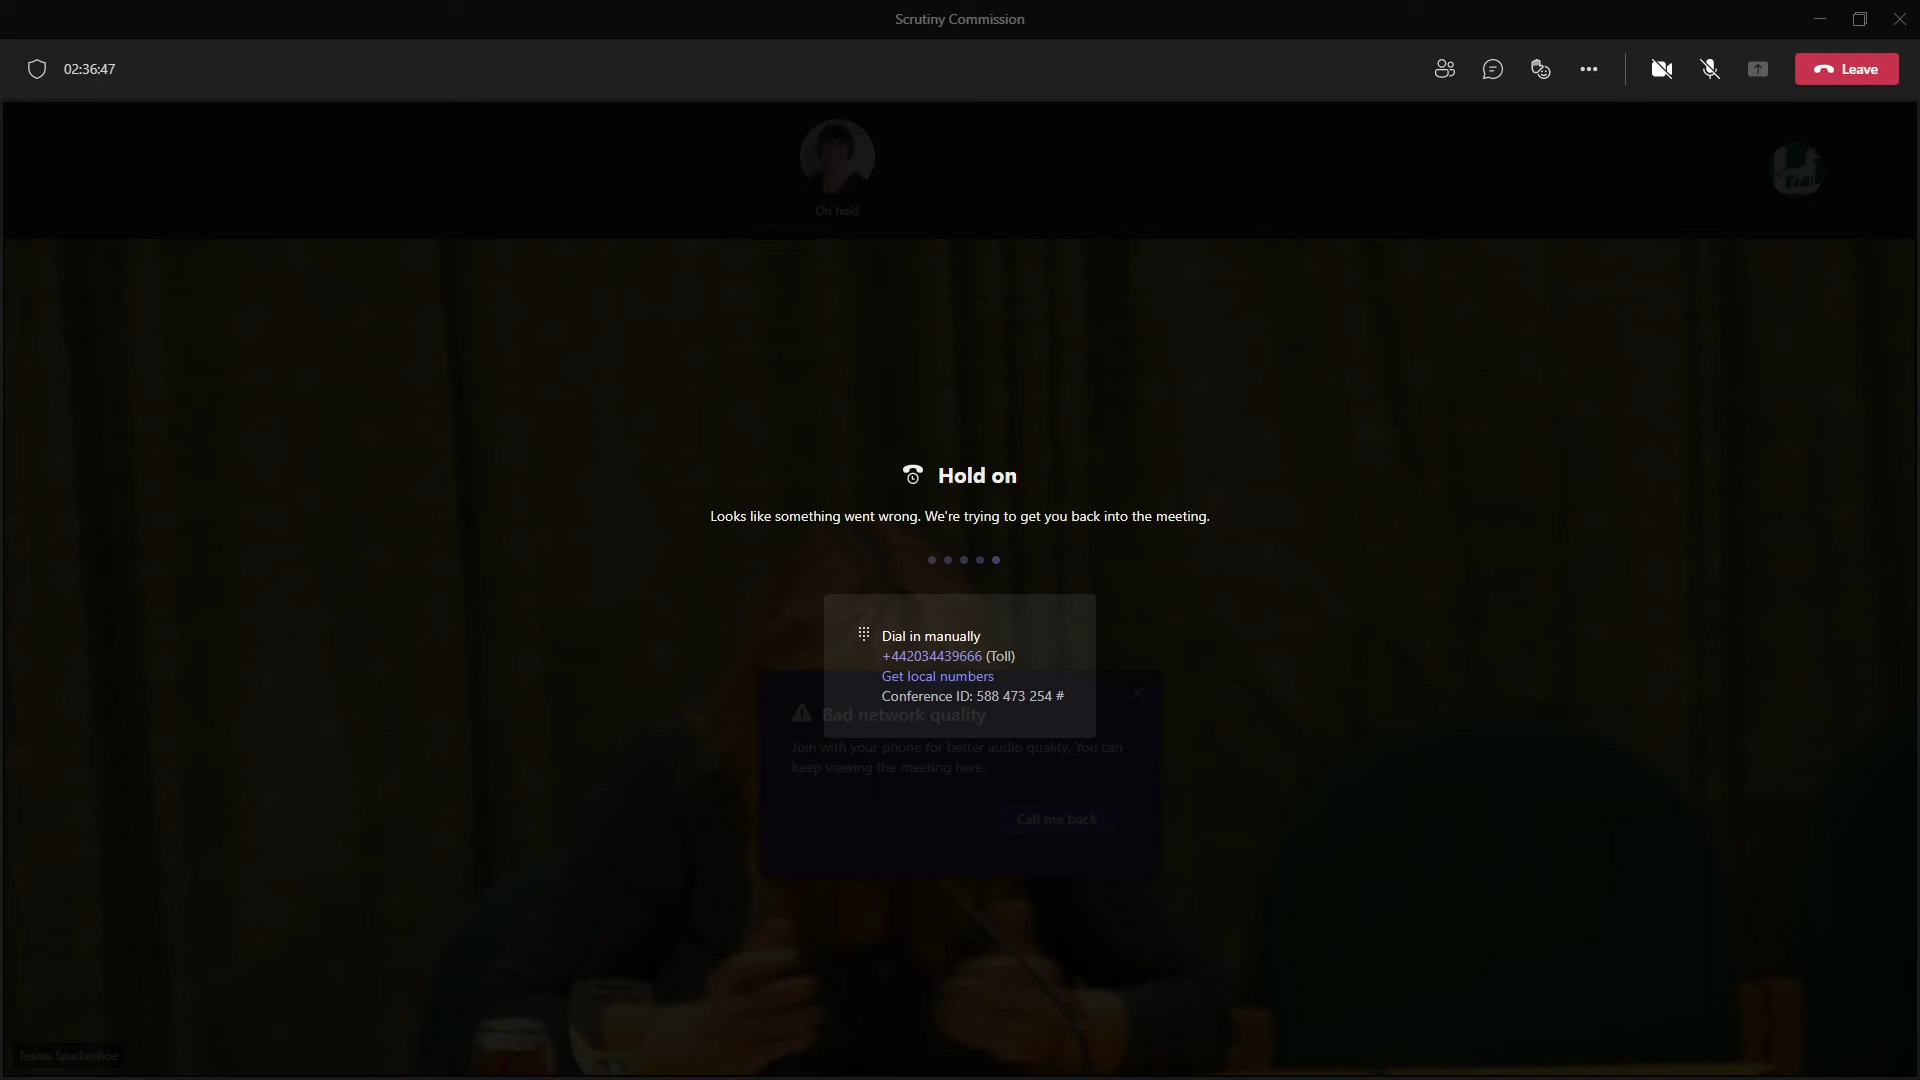 Scrutiny Commission
02:36:47
Leave
On hold
Hold on
Looks like something went wrong. We're trying to get you back into the meeting.
Dial in manually
+442034439666 (Toll)
Get local numbers
Conference ID: 588 473 254 #
Bad network quality
Join with your phone for better audio quality. You can
keep viewing the meeting here.
Call me back
Teams Sparkenhoe